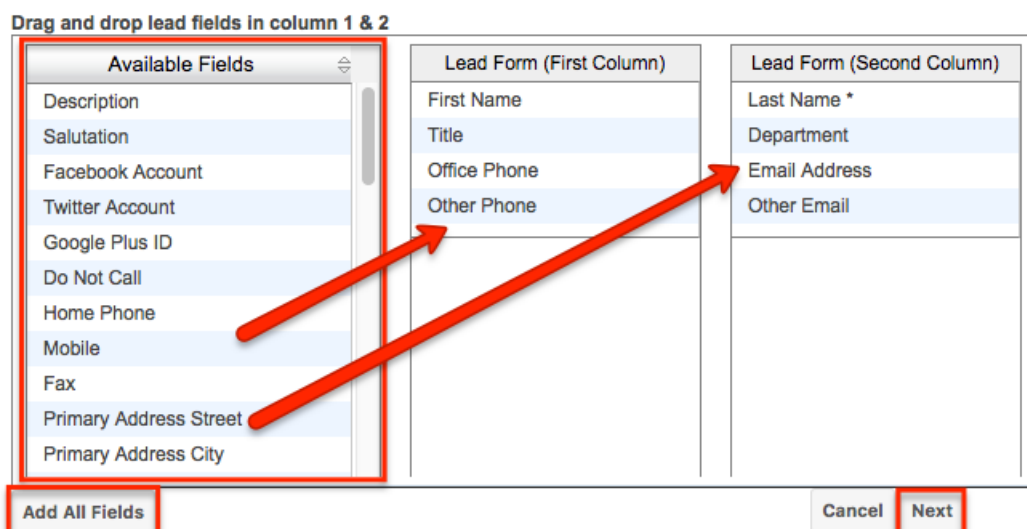 Drag and drop lead fields in column 1 & 2
Available Fields
Description
Salutation
Facebook Account
Twitter Account
Google Plus ID
Do Not Call
Home Phone
Mobile
Fax
Primary Address Street
Primary Address City
Lead Form (First Column)
First Name
Title
Office Phone
Other Phone
Lead Form (Second Column)
Last Name *
Department
Email Address
Other Email
Add All Fields
Cancel
Next